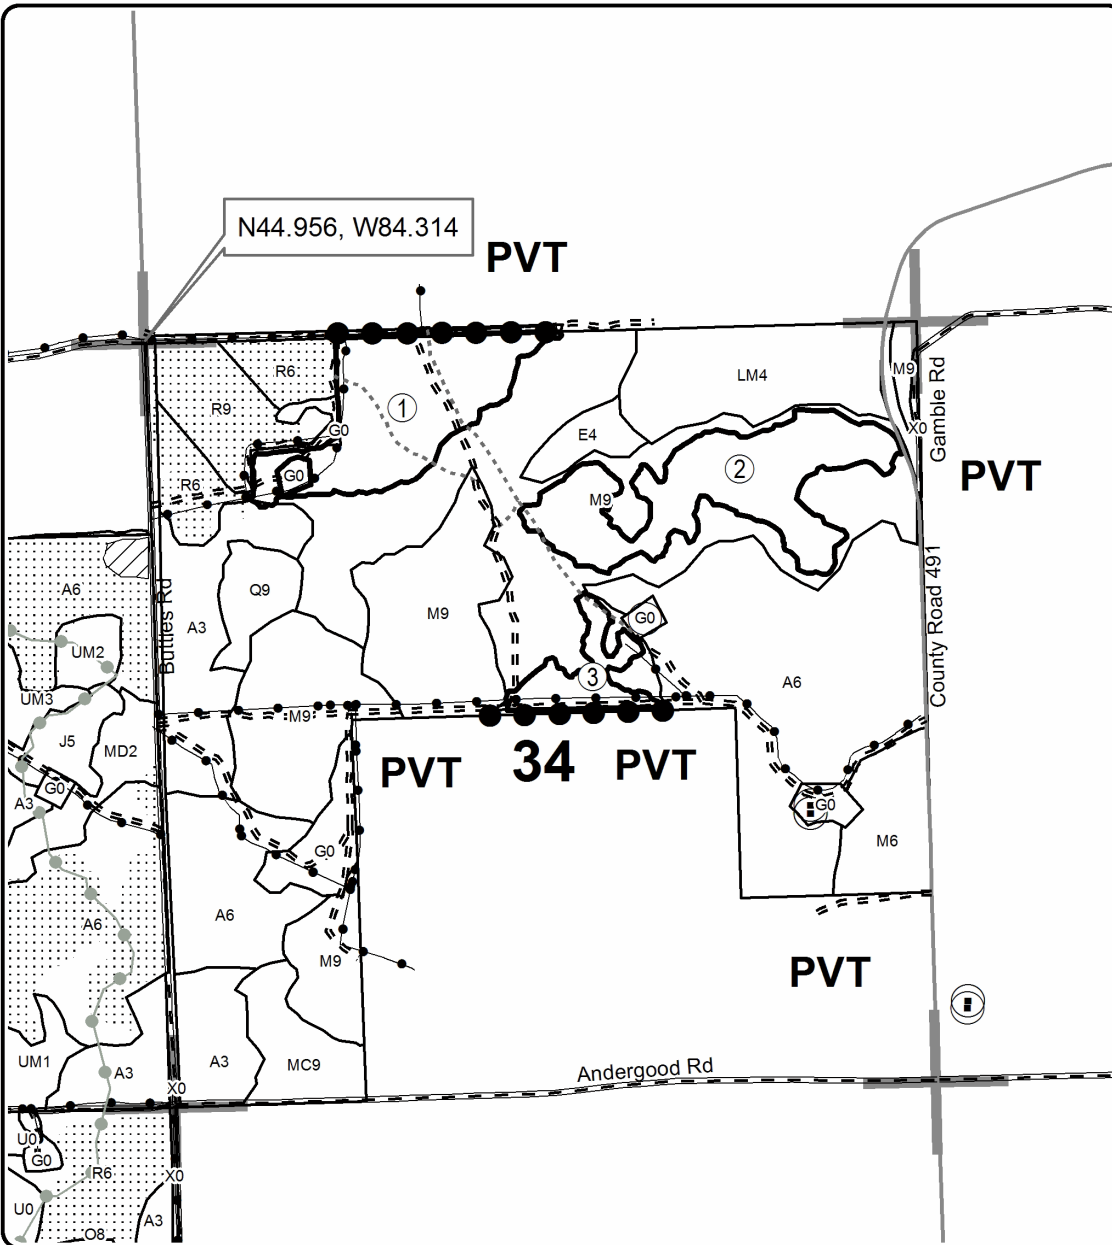 N44.956, W84.314
PVT
R6
LM4
M9
R9
1
Gamble Rd
G0
X0
E4
2
G0
PVT
R6
M9
A6
Q9
Buttles Rd
M9
County Road 491
A3
G0
UM2
3
A6
UM3
M9
J5
MD2
PVT
34
PVT
G0
A3
G0
M6
G0
A6
A6
M9
PVT
UM1
A3
A3
MC9
Andergood Rd
X0
U0
G0
R6
X0
U0
A3
O8